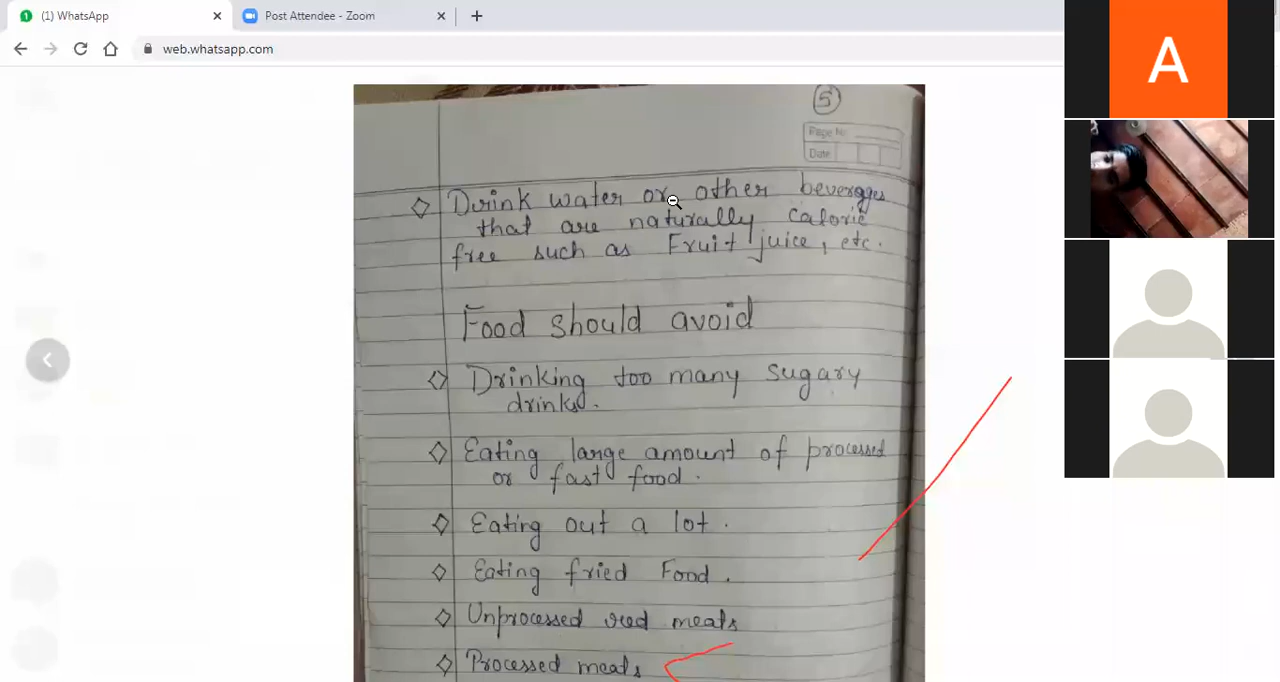 (1) WhatsApp
Post Attendee - Zoom
web.whatsapp.com
A
5
Page No
Date
Drink water or other beverages
that are naturally calorie
free such as Fruit juice, etc.
Food should avoid
Drinking too many sugary
drinks.
Eating large amount of processed
or fast food.
Eating out a lot.
Eating fried Food.
Unprocessed red meats
Processed meats